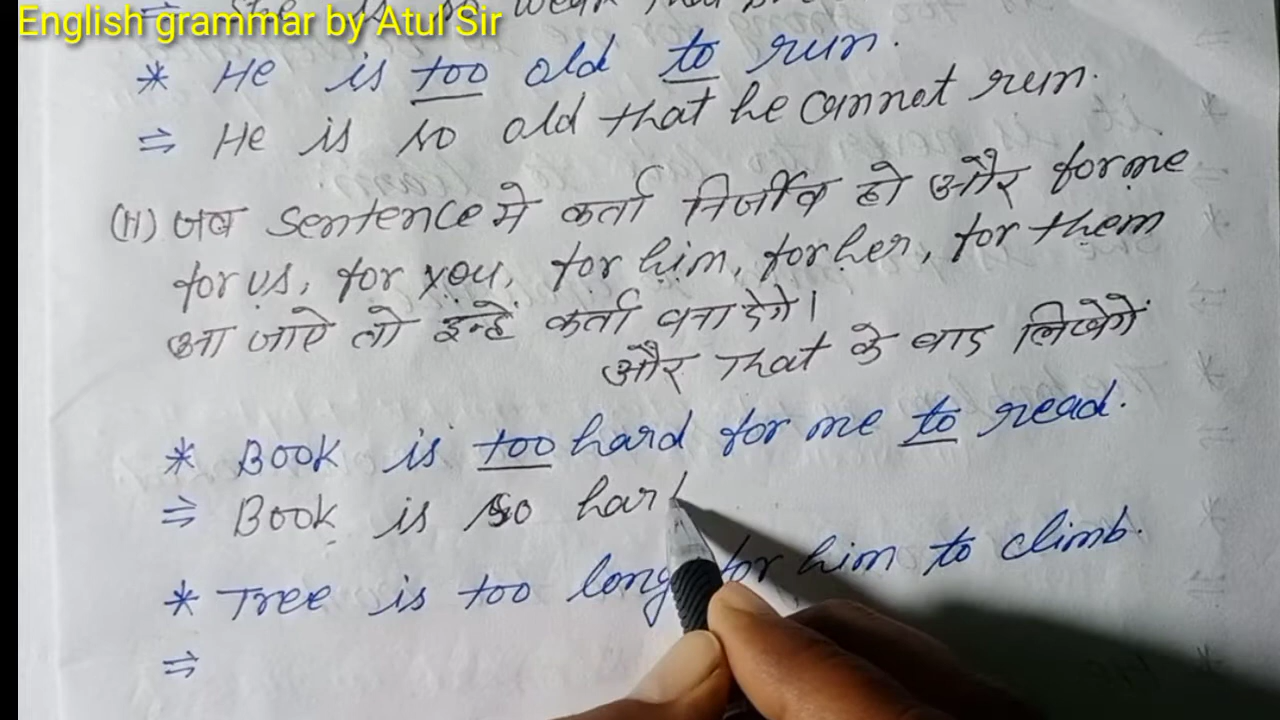 English grammar by Atul Sir
* He is too old to run.
⇒ He is so old that he cannot run.
(ii) जब sentence मे कर्ता निर्जीव हो और for me
for us, for you, for him, for her, for them
आ जाऐ तो इन्हें कर्ता बना देगे।
और That के बाद लिखेगें
* Book is too hard for me to read.
⇒ Book is so har
* Tree is too long for him to climb.
⇒